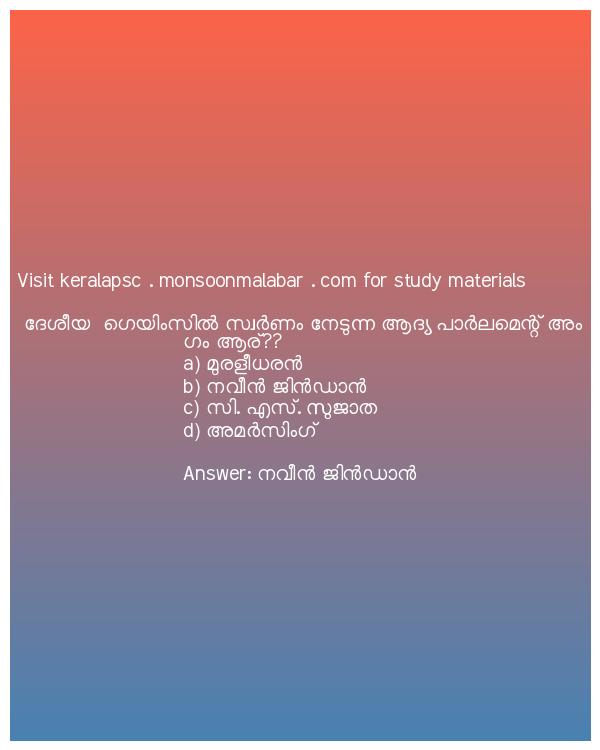 Visit keralapsc . monsoonmalabar . com for study materials
ദേശീയ ഗെയിംസിൽ സ്വർണം നേടുന്ന ആദ്യ പാർലമെന്റ് അം
ഗം ആര്??
a) മുരളീധരൻ
b) നവീൻ ജിൻഡാൻ
c) സി. എസ്. സുജാത
d) അമർസിംഗ്
Answer: നവീൻ ജിൻഡാൻ